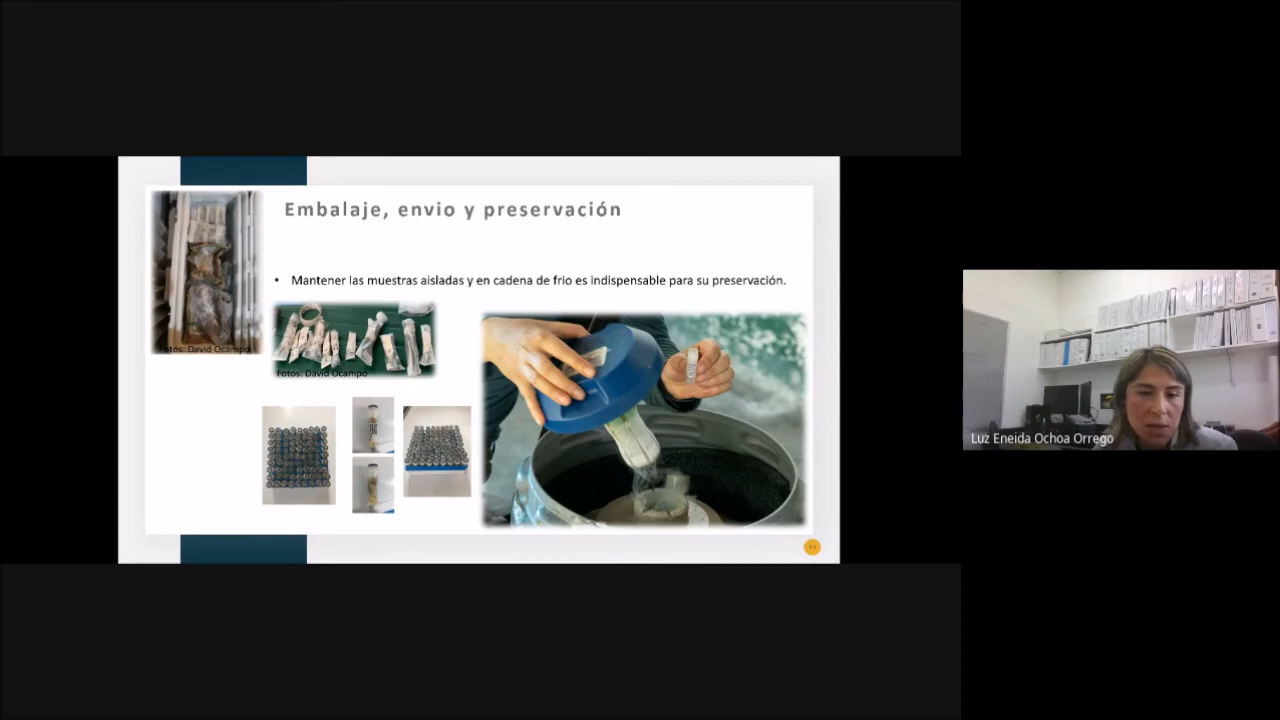 Embalaje, envio y preservación
• Mantener las muestras aisladas y en cadena de frio es indispensable para su preservación.
Fotos: David Ocampo
Fotos: David Ocampo
Luz Eneida Ochoa Orrego